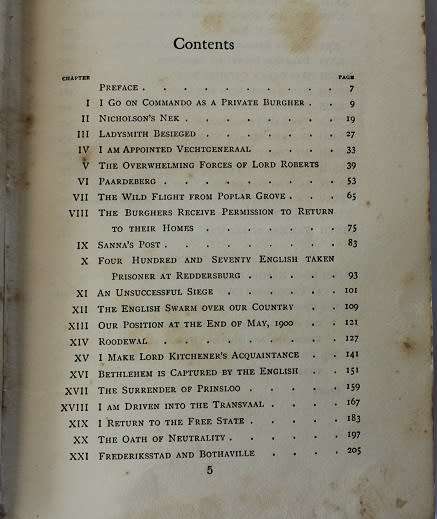 Contents
CHAPTER PAGE
PREFACE . . . . . . . . . . 7
I I GO ON COMMANDO AS A PRIVATE BURGHER . . 9
II NICHOLSON'S NEK . . . . . . . . 19
III LADYSMITH BESIEGED . . . . . . . 27
IV I AM APPOINTED VECHTGENERAAL . . . . 33
V THE OVERWHELMING FORCES OF LORD ROBERTS 39
VI PAARDEBERG . . . . . . . . 53
VII THE WILD FLIGHT FROM POPLAR GROVE . . . 65
VIII THE BURGHERS RECEIVE PERMISSION TO RETURN
TO THEIR HOMES . . . . . . 75
IX SANNA'S POST . . . . . . . . 83
X FOUR HUNDRED AND SEVENTY ENGLISH TAKEN
PRISONER AT REDDERSBURG . . . . 93
XI AN UNSUCCESSFUL SIEGE . . . . . . 101
XII THE ENGLISH SWARM OVER OUR COUNTRY . . 109
XIII OUR POSITION AT THE END OF MAY, 1900 . . 121
XIV ROODEWAL . . . . . . . . 127
XV I MAKE LORD KITCHENER'S ACQUAINTANCE . . 141
XVI BETHLEHEM IS CAPTURED BY THE ENGLISH . . 151
XVII THE SURRENDER OF PRINSLOO . . . . 159
XVIII I AM DRIVEN INTO THE TRANSVAAL . . . . 167
XIX I RETURN TO THE FREE STATE . . . . 183
XX THE OATH OF NEUTRALITY . . . . . 197
XXI FREDERIKSSTAD AND BOTHAVILLE . . . . 205
5